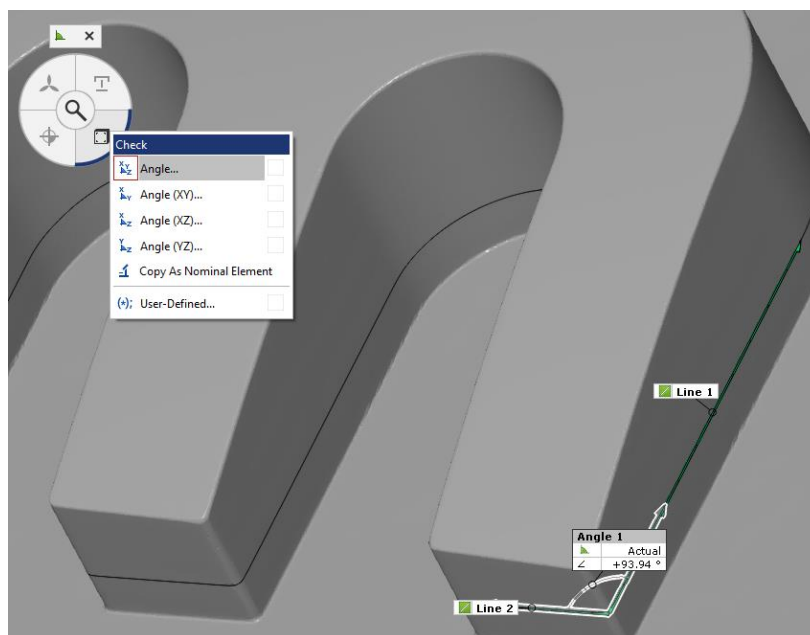 Check
Angle...
Angle (XY)...
Angle (XZ)...
Angle (YZ)...
Copy As Nominal Element
User-Defined...
Line 1
Angle 1
Actual
+93.94 °
Line 2